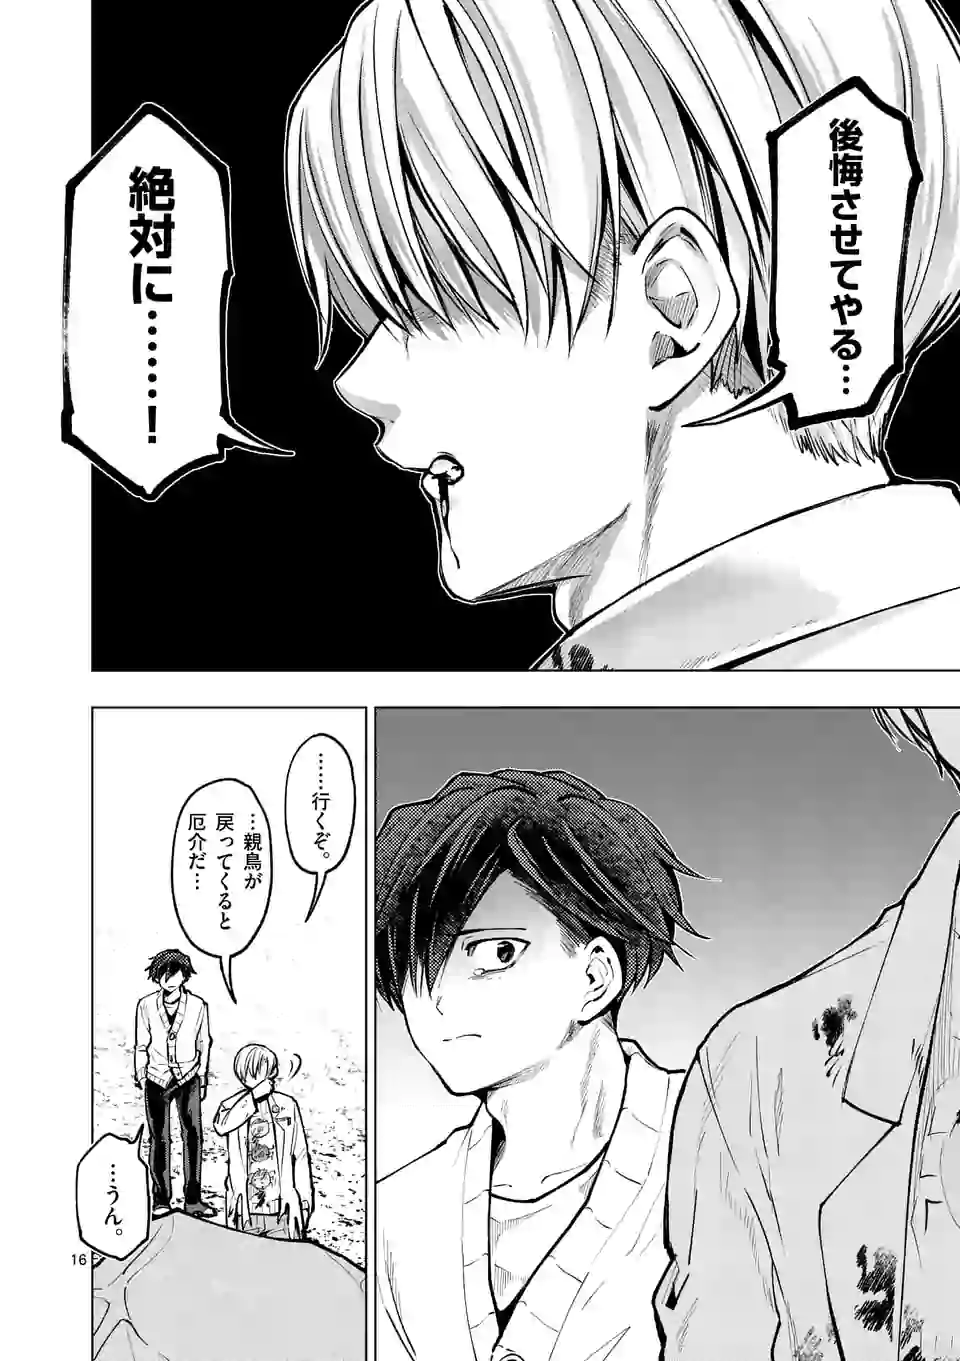 後悔させてやる…
絶対に………！
……行くぞ。
…親鳥が
戻ってくると
厄介だ…
…うん。
16